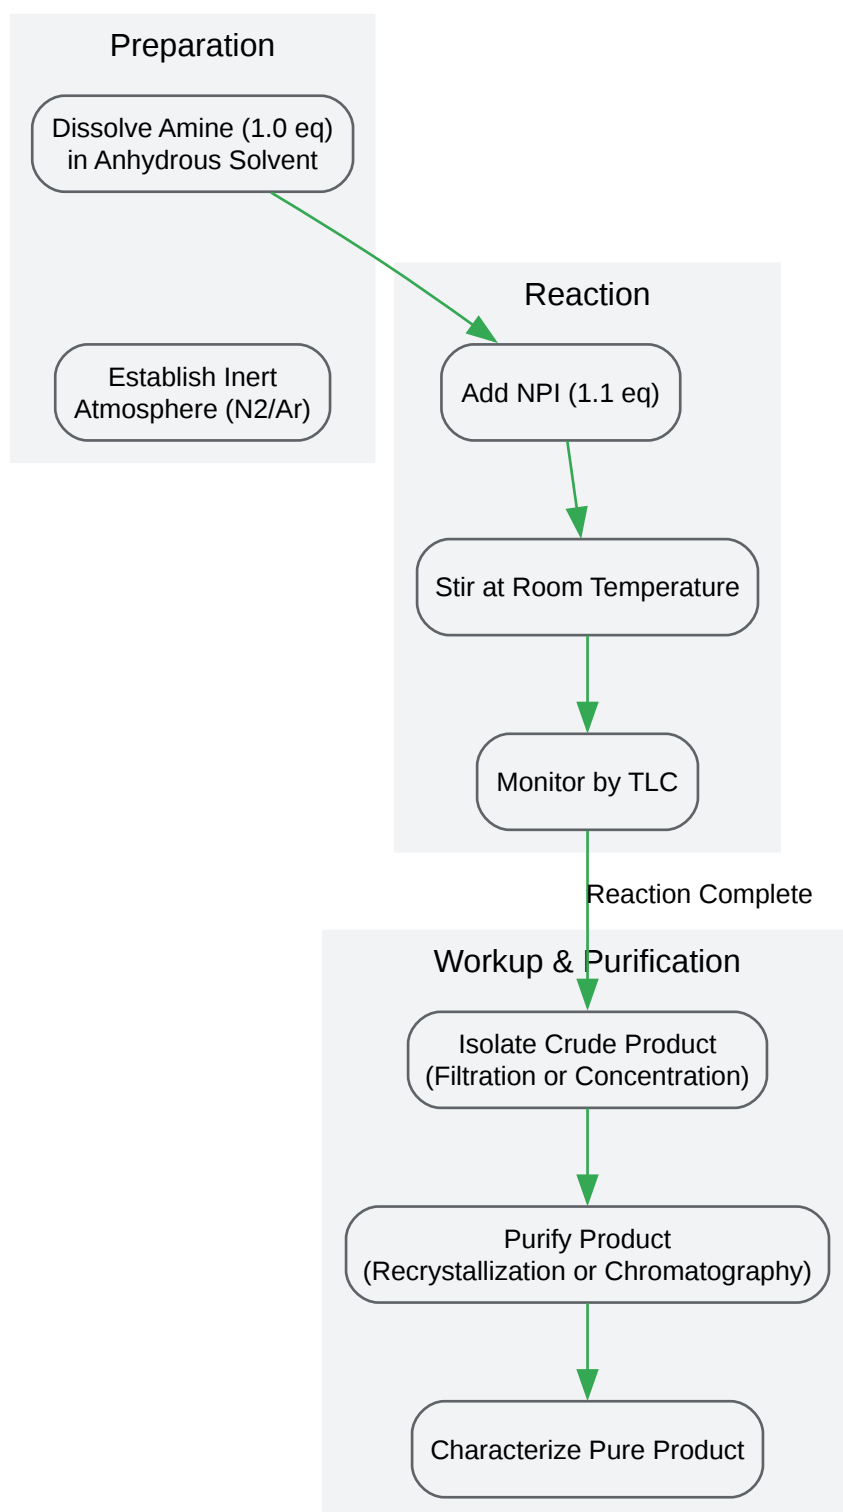 Preparation
Dissolve Amine (1.0 eq)
in Anhydrous Solvent
Establish Inert
Atmosphere (N2/Ar)
Reaction
Add NPI (1.1 eq)
Stir at Room Temperature
Monitor by TLC
Reaction Complete
Workup & Purification
Isolate Crude Product
(Filtration or Concentration)
Purify Product
(Recrystallization or Chromatography)
Characterize Pure Product